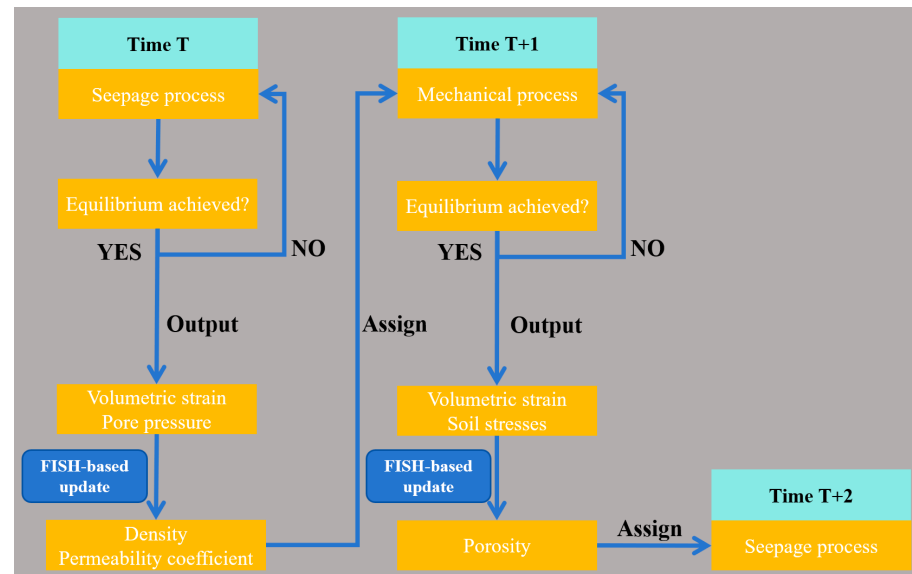 Time T
Seepage process
Equilibrium achieved?
YES
NO
Output
Volumetric strain
Pore pressure
FISH-based
update
Density
Permeability coefficient
Assign
Time T+1
Mechanical process
Equilibrium achieved?
YES
NO
Output
Volumetric strain
Soil stresses
FISH-based
update
Porosity
Assign
Time T+2
Seepage process